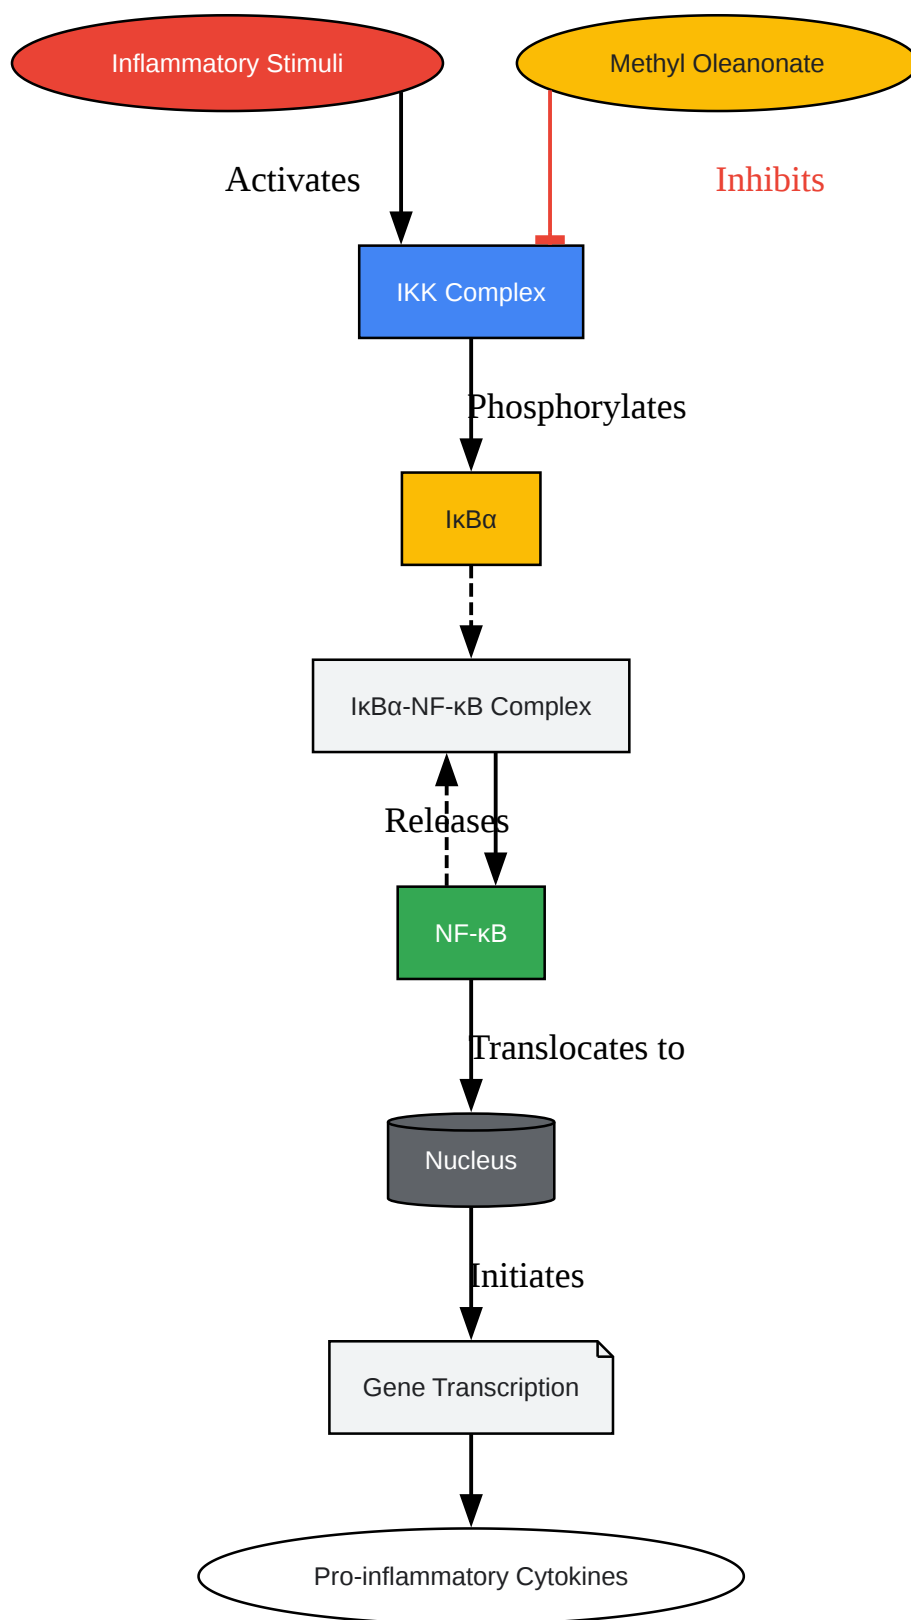 Inflammatory Stimuli
Methyl Oleanonate
Activates
Inhibits
IKK Complex
Phosphorylates
IκBα
IκBα-NF-κB Complex
Releases
NF-κB
Translocates to
Nucleus
Initiates
Gene Transcription
Pro-inflammatory Cytokines